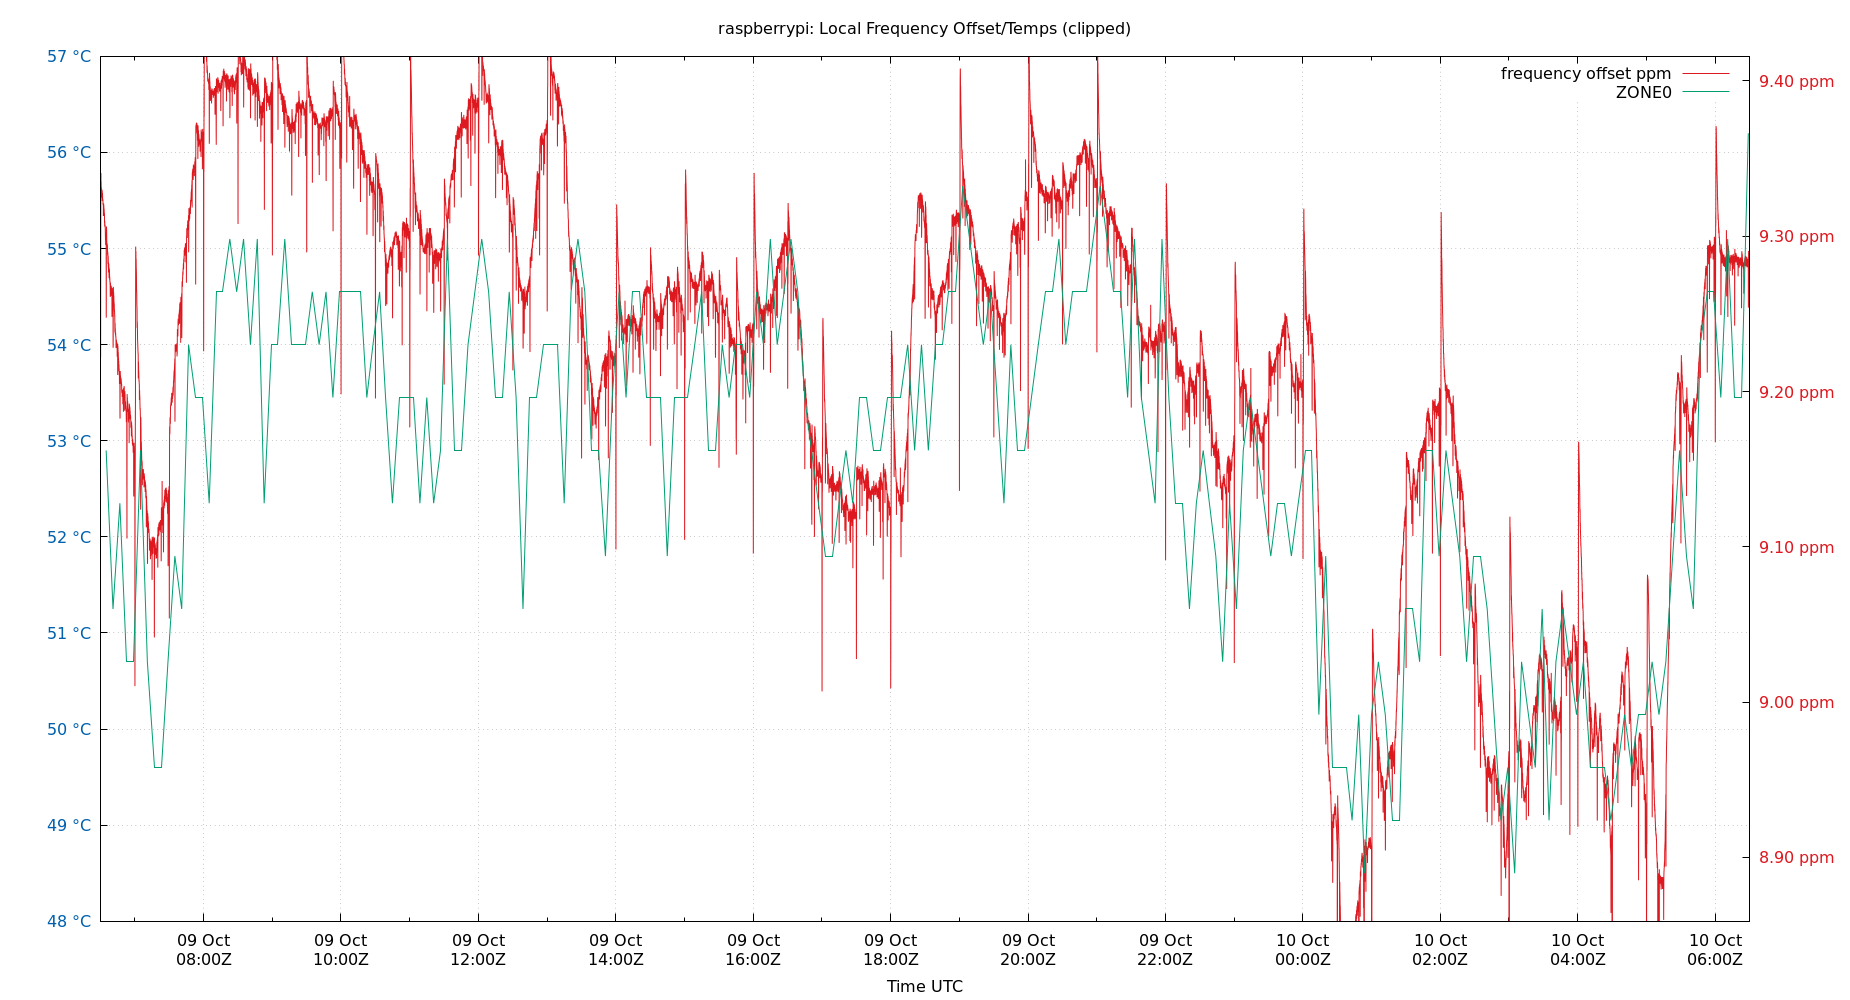 raspberrypi: Local Frequency Offset/Temps (clipped)
57 °C
56 °C
55 °C
54 °C
53 °C
52 °C
51 °C
50 °C
49 °C
48 °C
frequency offset ppm
ZONE0
9.40 ppm
9.30 ppm
9.20 ppm
9.10 ppm
9.00 ppm
8.90 ppm
09 Oct
08:00Z
09 Oct
10:00Z
09 Oct
12:00Z
09 Oct
14:00Z
09 Oct
16:00Z
09 Oct
18:00Z
09 Oct
20:00Z
09 Oct
22:00Z
10 Oct
00:00Z
10 Oct
02:00Z
10 Oct
04:00Z
10 Oct
06:00Z
Time UTC